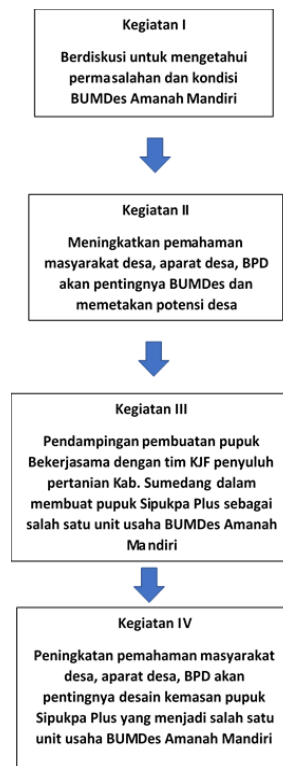 Kegiatan I
Berdiskusi untuk mengetahui
permasalahan dan kondisi
BUMDes Amanah Mandiri
Kegiatan II
Meningkatkan pemahaman
masyarakat desa, aparat desa, BPD
akan pentingnya BUMDes dan
memetakan potensi desa
Kegiatan III
Pendampingan pembuatan pupuk
Bekerjasama dengan tim KJF penyuluh
pertanian Kab. Sumedang dalam
membuat pupuk Sipukpa Plus sebagai
salah satu unit usaha BUMDes Amanah
Mandiri
Kegiatan IV
Peningkatan pemahaman masyarakat
desa, aparat desa, BPD akan
pentingnya desain kemasan pupuk
Sipukpa Plus yang menjadi salah satu
unit usaha BUMDes Amanah Mandiri